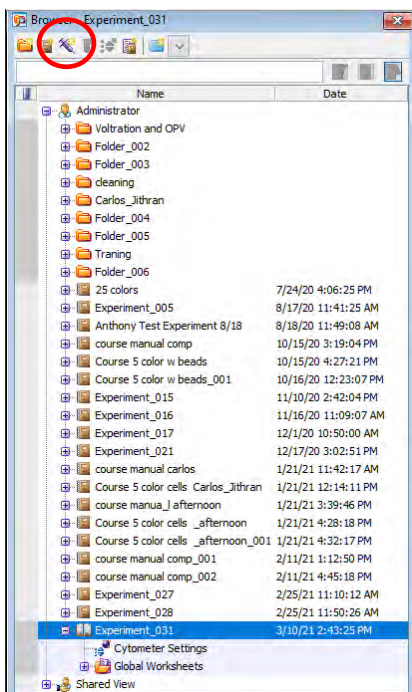 Browser - Experiment_031
Name Date
Administrator
Voltration and OPV
Folder_002
Folder_003
cleaning
Carlos_Jithran
Folder_004
Folder_005
Traning
Folder_006
25 colors 7/24/20 4:06:25 PM
Experiment_005 8/17/20 11:41:25 AM
Anthony Test Experiment 8/18 8/18/20 11:49:08 AM
course manual comp 10/15/20 3:19:04 PM
Course 5 color w beads 10/15/20 4:27:21 PM
Course 5 color w beads_001 10/16/20 12:23:07 PM
Experiment_015 11/10/20 2:42:04 PM
Experiment_016 11/16/20 11:09:07 AM
Experiment_017 12/1/20 10:50:00 AM
Experiment_021 12/17/20 3:02:51 PM
course manual carlos 1/21/21 11:42:17 AM
Course 5 color cells Carlos_Jithran 1/21/21 12:14:11 PM
course manua_l afternoon 1/21/21 3:39:46 PM
Course 5 color cells _afternoon 1/21/21 4:28:18 PM
Course 5 color cells _afternoon_001 1/21/21 4:32:17 PM
course manual comp_001 2/11/21 1:12:50 PM
course manual comp_002 2/11/21 4:45:18 PM
Experiment_027 2/25/21 11:10:12 AM
Experiment_028 2/25/21 11:50:26 AM
Experiment_031 3/10/21 2:43:25 PM
Cytometer Settings
Global Worksheets
Shared View